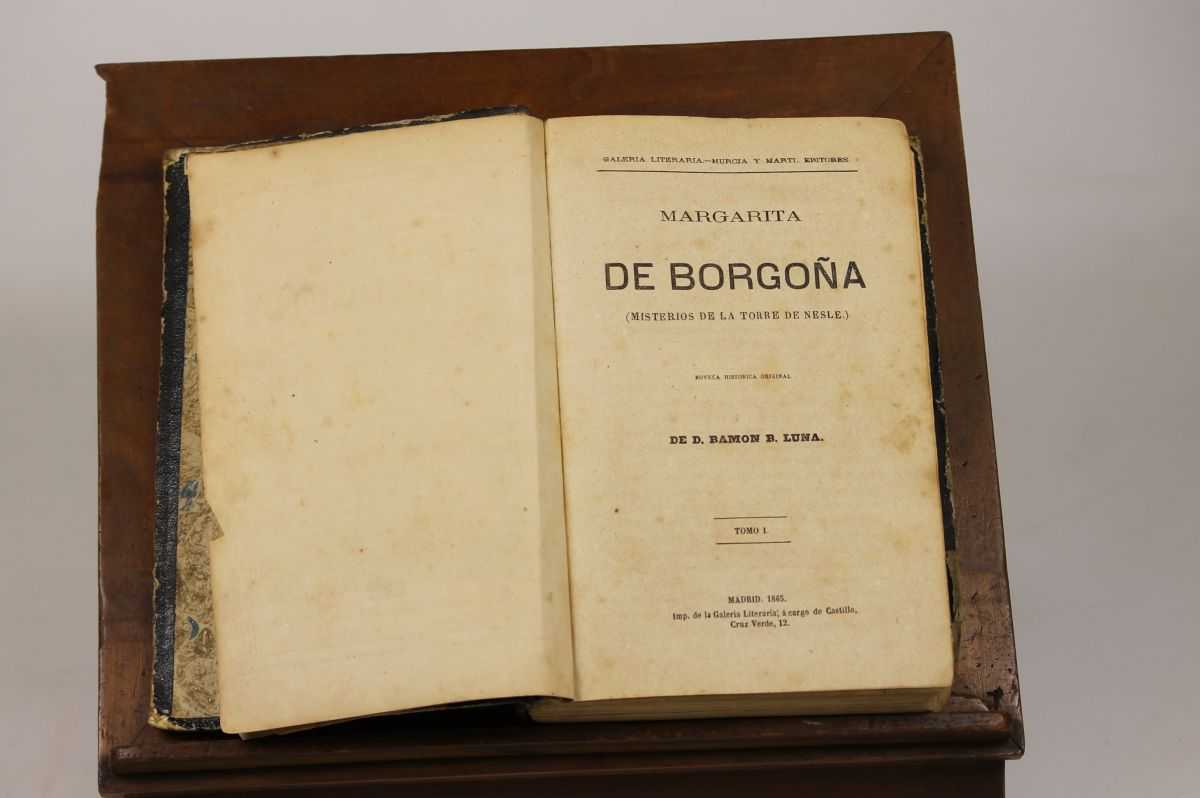 GALERIA LITERARIA.—MURCIA Y MARTI, EDITORES.
MARGARITA
DE BORGOÑA
(MISTERIOS DE LA TORRE DE NESLE.)
NOVELA HISTORICA ORIGINAL
DE D. RAMON B. LUNA.
TOMO I.
MADRID. 1865.
Imp. de la Galeria Literaria, á cargo de Castillo,
Cruz Verde, 12.